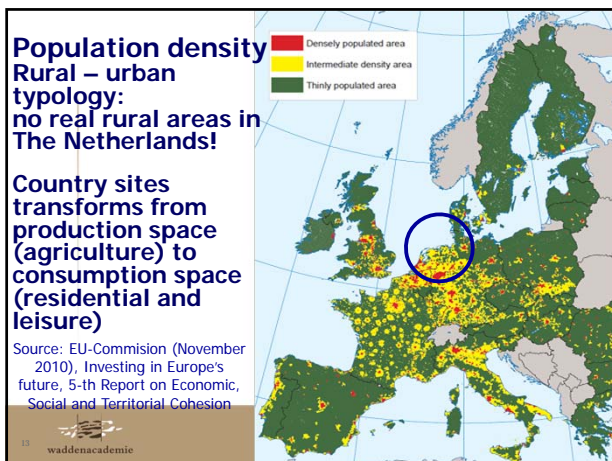 Population density
Rural – urban
typology:
no real rural areas in
The Netherlands!
Country sites
transforms from
production space
(agriculture) to
consumption space
(residential and
leisure)
Source: EU-Commision (November
2010), Investing in Europe's
future, 5-th Report on Economic,
Social and Territorial Cohesion
13
waddenacademie
Densely populated area
Intermediate density area
Thinly populated area